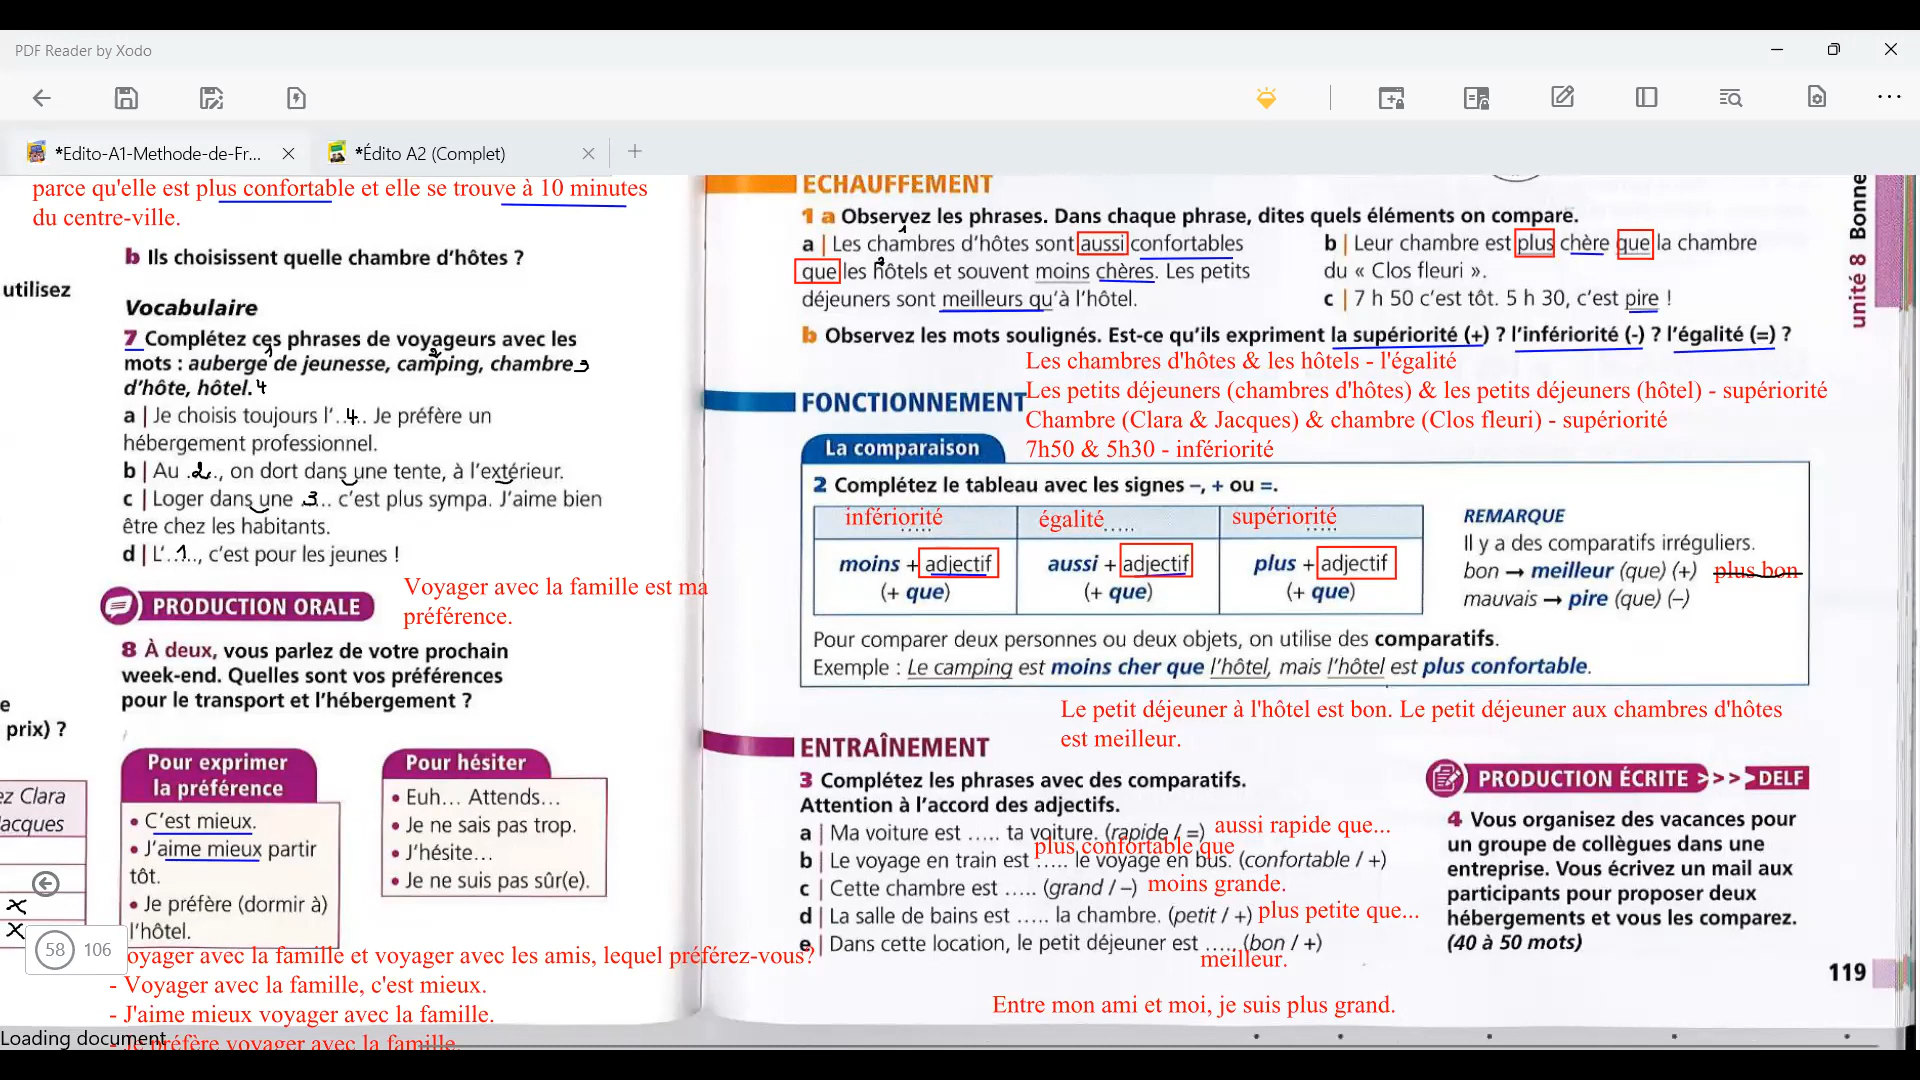 PDF Reader by Xodo
*Edito-A1-Methode-de-Fr...
*Édito A2 (Complet)
parce qu'elle est plus confortable et elle se trouve à 10 minutes
du centre-ville.
b Ils choisissent quelle chambre d'hôtes ?
utilisez
Vocabulaire
7 Complétez ces phrases de voyageurs avec les
mots : auberge de jeunesse, camping, chambre 3
d'hôte, hôtel. 4
a | Je choisis toujours l'. 4 .. Je préfère un
hébergement professionnel.
b | Au .2.., on dort dans une tente, à l'extérieur.
c | Loger dans une .3... c'est plus sympa. J'aime bien
être chez les habitants.
d | L'.1.., c'est pour les jeunes !
PRODUCTION ORALE
Voyager avec la famille est ma
préférence.
8 À deux, vous parlez de votre prochain
week-end. Quelles sont vos préférences
pour le transport et l'hébergement ?
e
prix) ?
ez Clara
Jacques
Pour exprimer
la préférence
• C'est mieux.
• J'aime mieux partir
tôt.
• Je préfère (dormir à)
l'hôtel.
Pour hésiter
• Euh... Attends...
• Je ne sais pas trop.
• J'hésite...
• Je ne suis pas sûr(e).
58 106
oyager avec la famille et voyager avec les amis, lequel préférez-vous?
- Voyager avec la famille, c'est mieux.
- J'aime mieux voyager avec la famille.
- Je préfère voyager avec la famille.
Loading document
ÉCHAUFFEMENT
1 a Observez les phrases. Dans chaque phrase, dites quels éléments on compare.
a | Les chambres d'hôtes sont aussi confortables
que les hôtels et souvent moins chères. Les petits
déjeuners sont meilleurs qu'à l'hôtel.
b | Leur chambre est plus chère que la chambre
du « Clos fleuri ».
c | 7 h 50 c'est tôt. 5 h 30, c'est pire !
b Observez les mots soulignés. Est-ce qu'ils expriment la supériorité (+) ? l'infériorité (-) ? l'égalité (=) ?
Les chambres d'hôtes & les hôtels - l'égalité
Les petits déjeuners (chambres d'hôtes) & les petits déjeuners (hôtel) - supériorité
Chambre (Clara & Jacques) & chambre (Clos fleuri) - supériorité
7h50 & 5h30 - infériorité
FONCTIONNEMENT
La comparaison
2 Complétez le tableau avec les signes –, + ou =.
infériorité ..... égalité ..... supériorité .....
moins + adjectif aussi + adjectif plus + adjectif
(+ que) (+ que) (+ que)
REMARQUE
Il y a des comparatifs irréguliers.
bon → meilleur (que) (+) plus bon
mauvais → pire (que) (–)
Pour comparer deux personnes ou deux objets, on utilise des comparatifs.
Exemple : Le camping est moins cher que l'hôtel, mais l'hôtel est plus confortable.
Le petit déjeuner à l'hôtel est bon. Le petit déjeuner aux chambres d'hôtes
est meilleur.
ENTRAÎNEMENT
3 Complétez les phrases avec des comparatifs.
Attention à l'accord des adjectifs.
a | Ma voiture est ..... ta voiture. (rapide / =) aussi rapide que...
plus confortable que
b | Le voyage en train est ..... le voyage en bus. (confortable / +)
c | Cette chambre est ..... (grand / –) moins grande.
d | La salle de bains est ..... la chambre. (petit / +) plus petite que...
e | Dans cette location, le petit déjeuner est ..... (bon / +)
meilleur.
Entre mon ami et moi, je suis plus grand.
PRODUCTION ÉCRITE >>>> DELF
4 Vous organisez des vacances pour
un groupe de collègues dans une
entreprise. Vous écrivez un mail aux
participants pour proposer deux
hébergements et vous les comparez.
(40 à 50 mots)
119
unité 8 Bonne